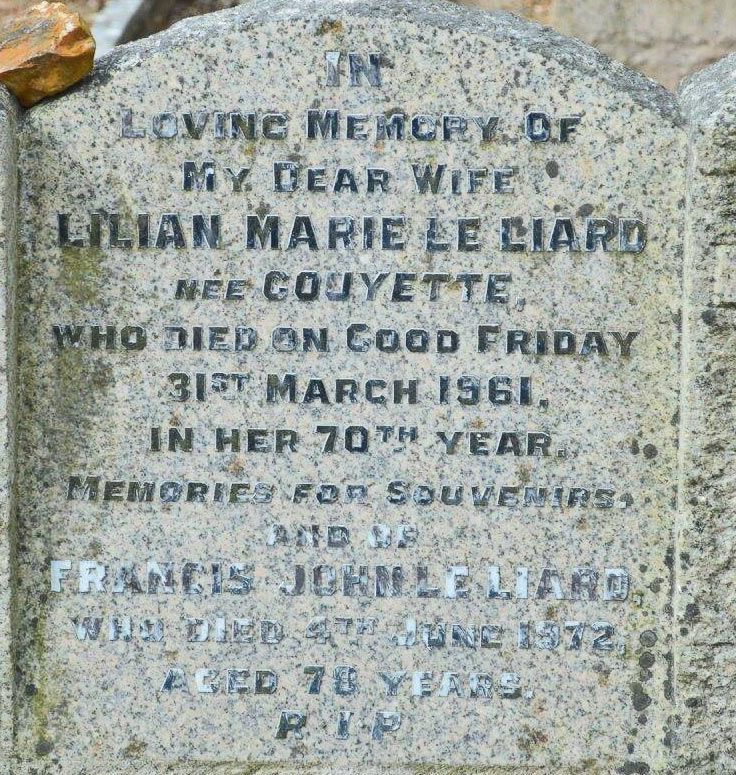 IN
LOVING MEMORY OF
MY DEAR WIFE
LILIAN MARIE LE LIARD
NEE GOUYETTE,
WHO DIED ON GOOD FRIDAY
31ST MARCH 1961,
IN HER 70TH YEAR.
MEMORIES FOR SOUVENIRS.
AND OF
FRANCIS JOHN LE LIARD,
WHO DIED 4TH JUNE 1972,
AGED 78 YEARS.
R I P